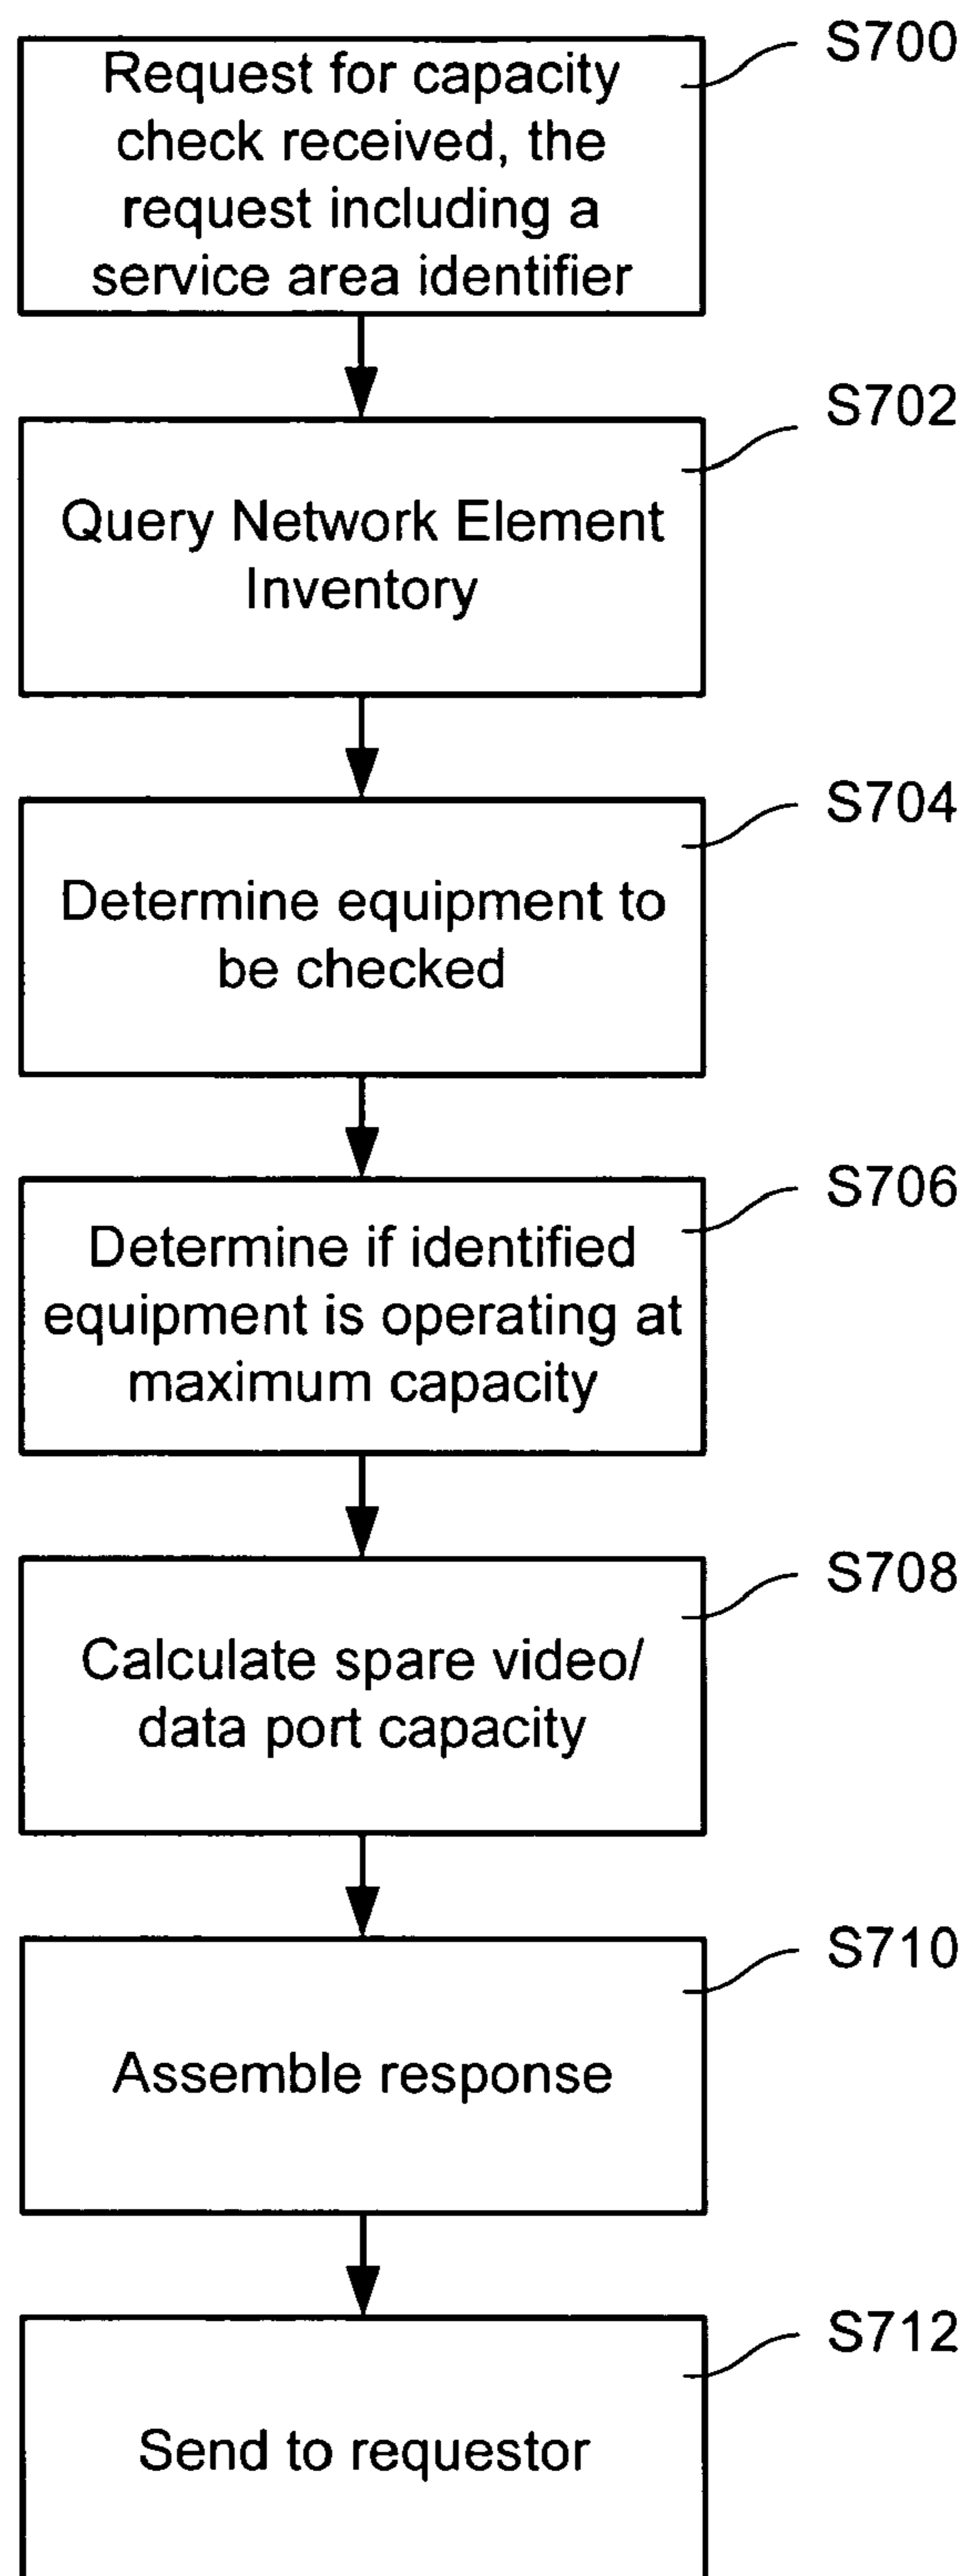 S700
Request for capacity
check received, the
request including a
service area identifier
S702
Query Network Element
Inventory
S704
Determine equipment to
be checked
S706
Determine if identified
equipment is operating at
maximum capacity
S708
Calculate spare video/
data port capacity
S710
Assemble response
S712
Send to requestor